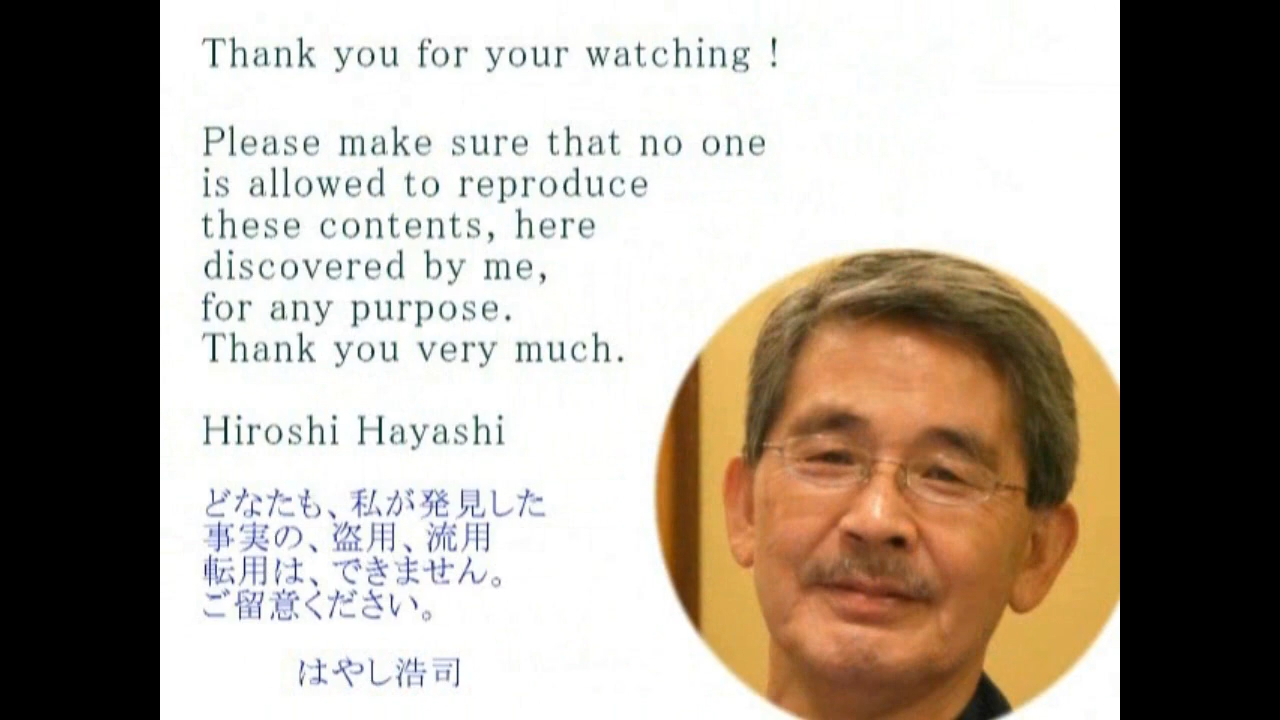 Thank you for your watching !
Please make sure that no one
is allowed to reproduce
these contents, here
discovered by me,
for any purpose.
Thank you very much.
Hiroshi Hayashi
どなたも、私が発見した
事実の、盗用、流用
転用は、できません。
ご留意ください。
はやし浩司